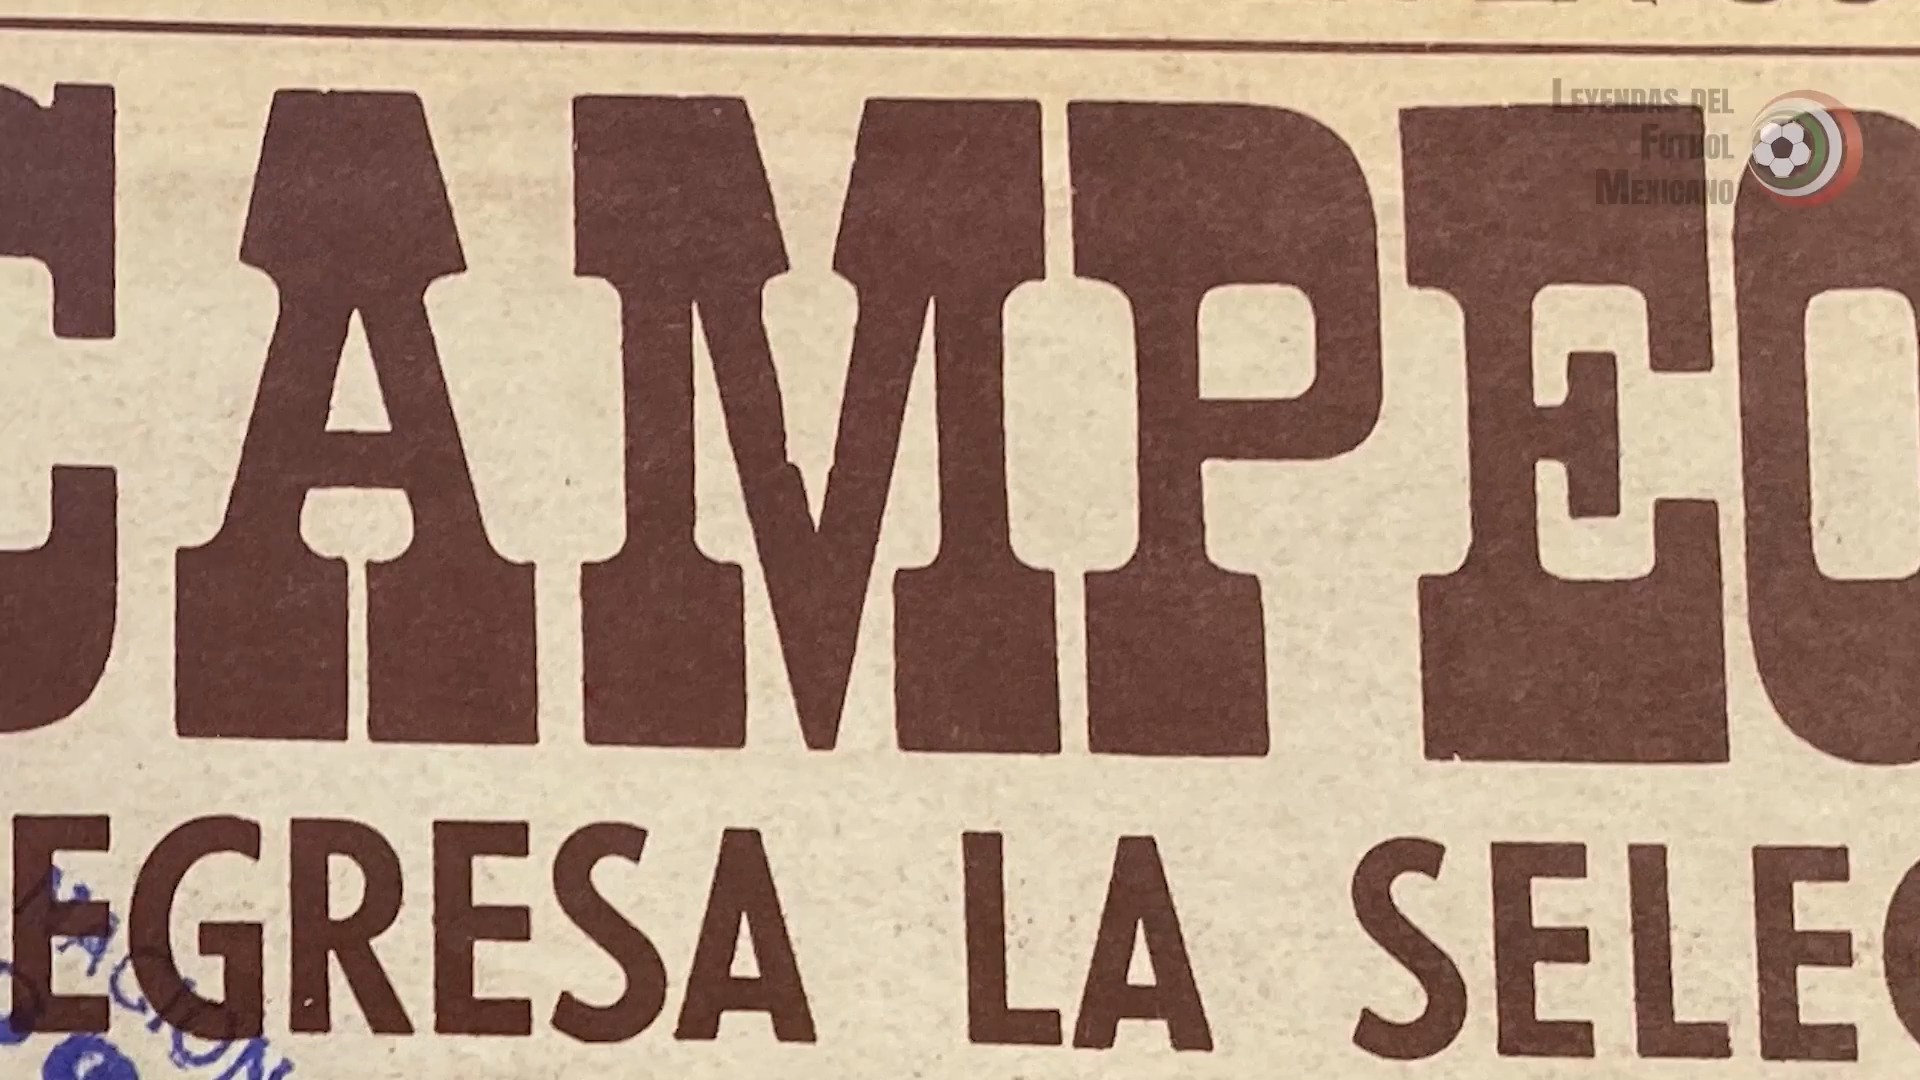 LEYENDAS DEL
FUTBOL
MEXICANO
CAMPEO
EGRESA LA SELEC